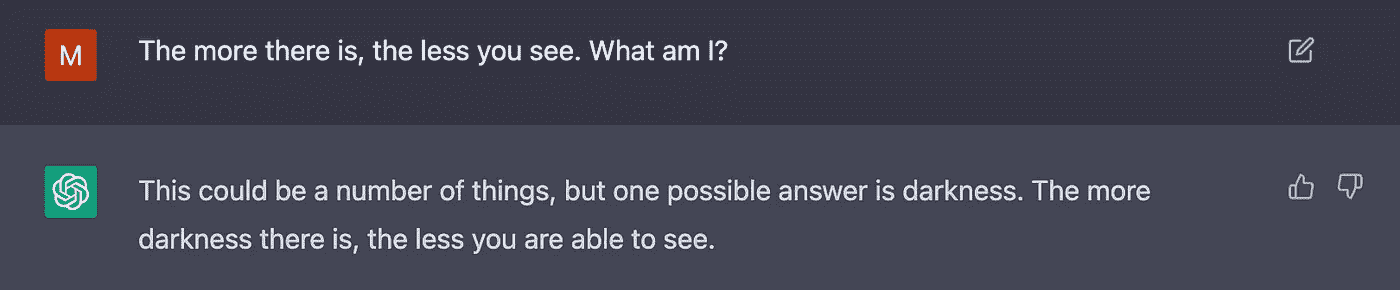 M
The more there is, the less you see. What am I?
This could be a number of things, but one possible answer is darkness. The more
darkness there is, the less you are able to see.